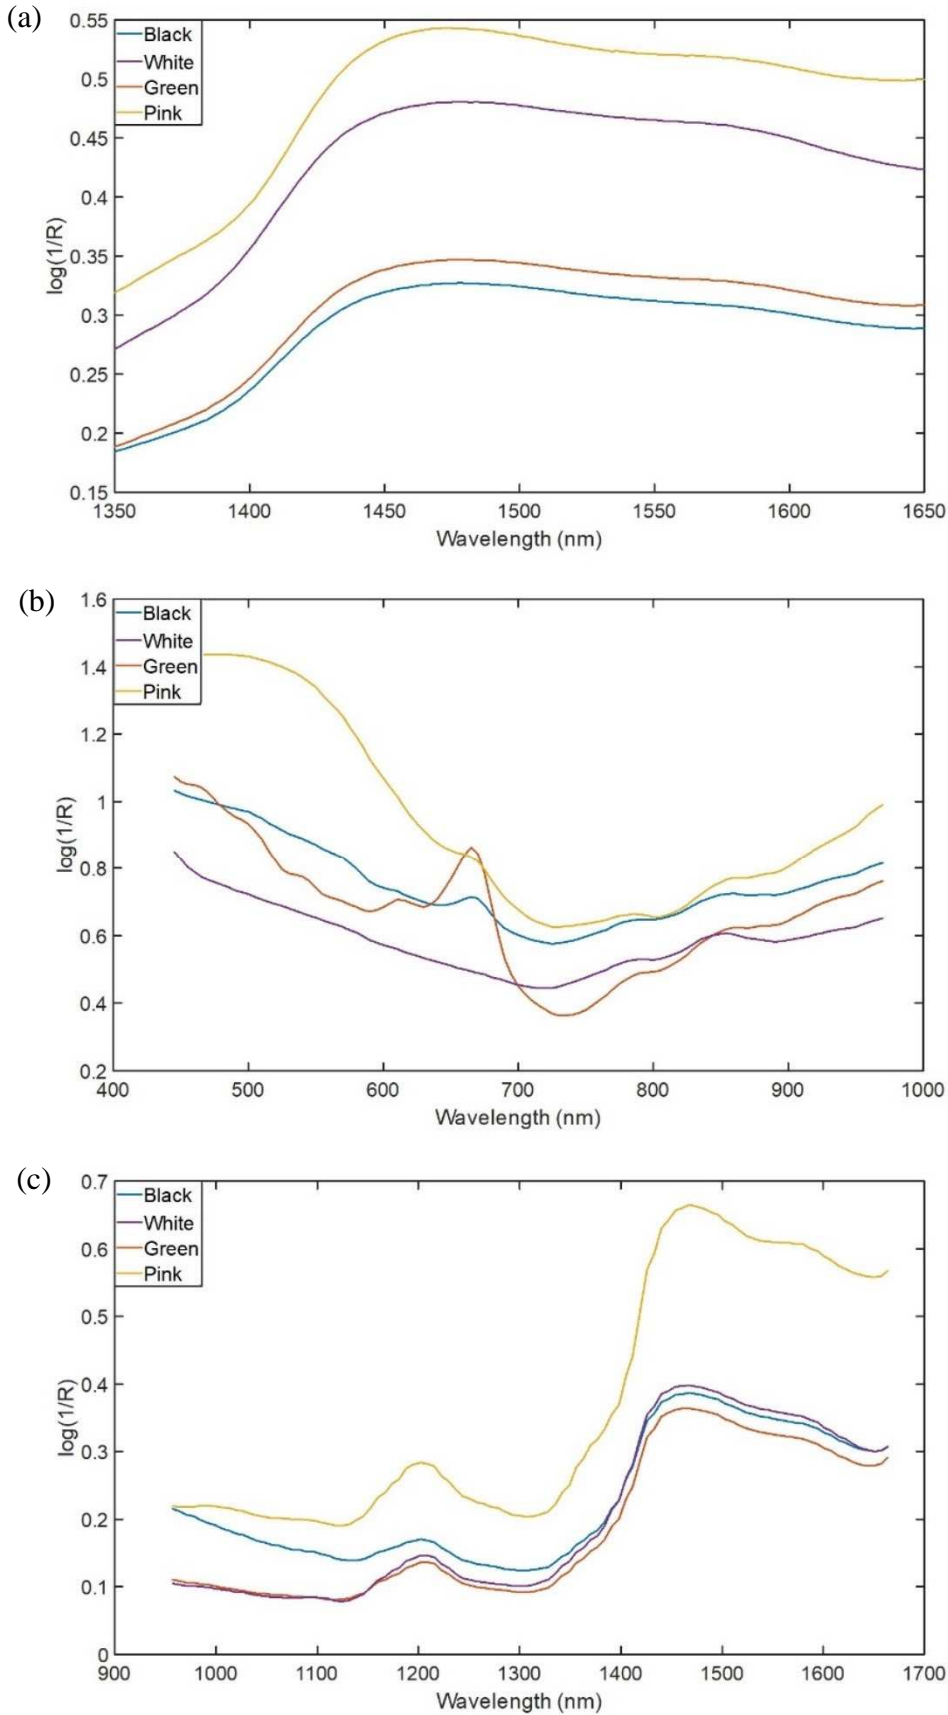 (a)
0.55
0.5
0.45
0.4
0.35
0.3
0.25
0.2
0.15
log(1/R)
Black
White
Green
Pink
1350 1400 1450 1500 1550 1600 1650
Wavelength (nm)
(b)
1.6
1.4
1.2
1
0.8
0.6
0.4
0.2
log(1/R)
Black
White
Green
Pink
400 500 600 700 800 900 1000
Wavelength (nm)
(c)
0.7
0.6
0.5
0.4
0.3
0.2
0.1
0
log(1/R)
Black
White
Green
Pink
900 1000 1100 1200 1300 1400 1500 1600 1700
Wavelength (nm)